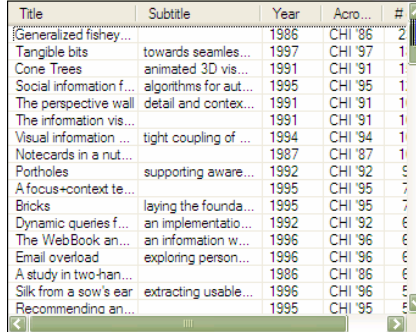 Title Subtitle Year Acro... #
Generalized fishey... 1986 CHI '86 2
Tangible bits towards seamles... 1997 CHI '97 1
Cone Trees animated 3D vis... 1991 CHI '91 1
Social information f... algorithms for aut... 1995 CHI '95 1
The perspective wall detail and contex... 1991 CHI '91 1
The information vis... 1991 CHI '91 1
Visual information ... tight coupling of ... 1994 CHI '94 1
Notecards in a nut... 1987 CHI '87 1
Portholes supporting aware... 1992 CHI '92 9
A focus+context te... 1995 CHI '95 7
Bricks laying the founda... 1995 CHI '95 7
Dynamic queries f... an implementatio... 1992 CHI '92 6
The WebBook an... an information w... 1996 CHI '96 6
Email overload exploring person... 1996 CHI '96 6
A study in two-han... 1986 CHI '86 6
Silk from a sow's ear extracting usable... 1996 CHI '96 5
Recommending an... 1995 CHI '95 5